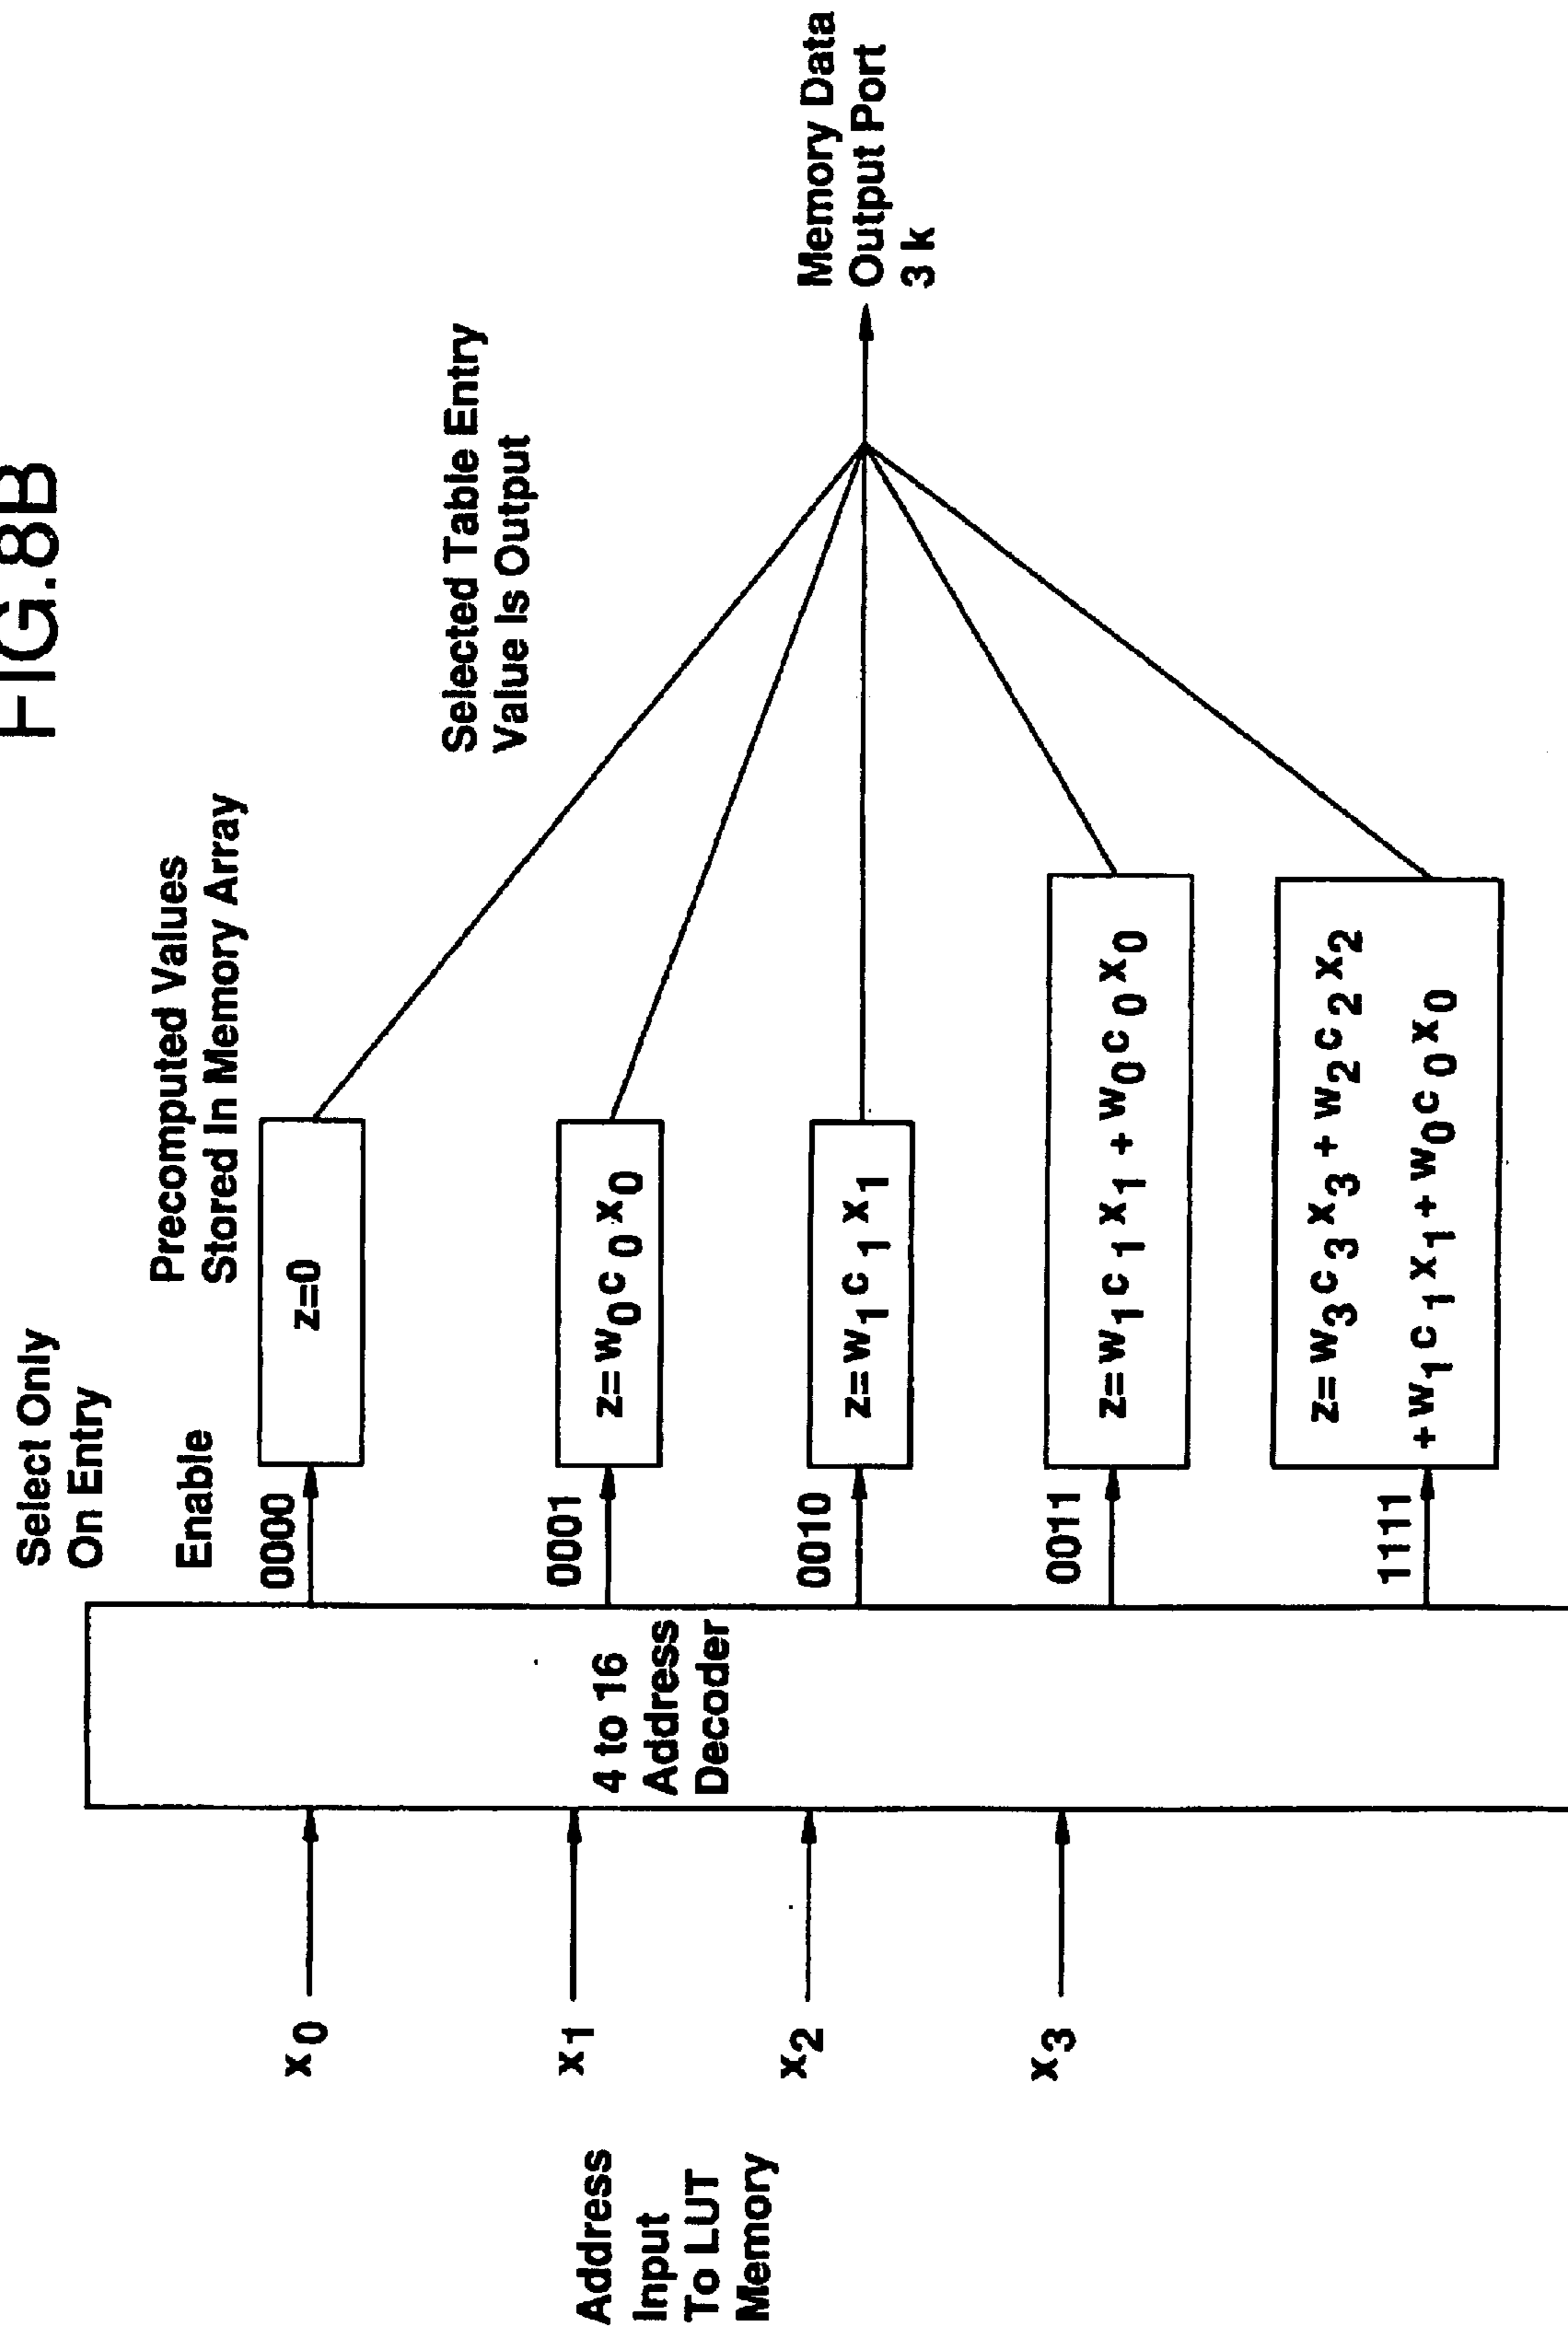 FIG.8B
Select Only
On Entry
Enable
Precomputed Values
Stored In Memory Array
Selected Table Entry
Value Is Output
Memory Data
Output Port
3 k
Address
Input
To LUT
Memory
x0
x1
x2
x3
4 to 16
Address
Decoder
0000
z=0
0001
z= w0c0x0
0010
z= w1c1x1
0011
z= w1c1x1 + w0c0x0
1111
z= w3c3x3 + w2c2x2
+ w1c1x1 + w0c0x0